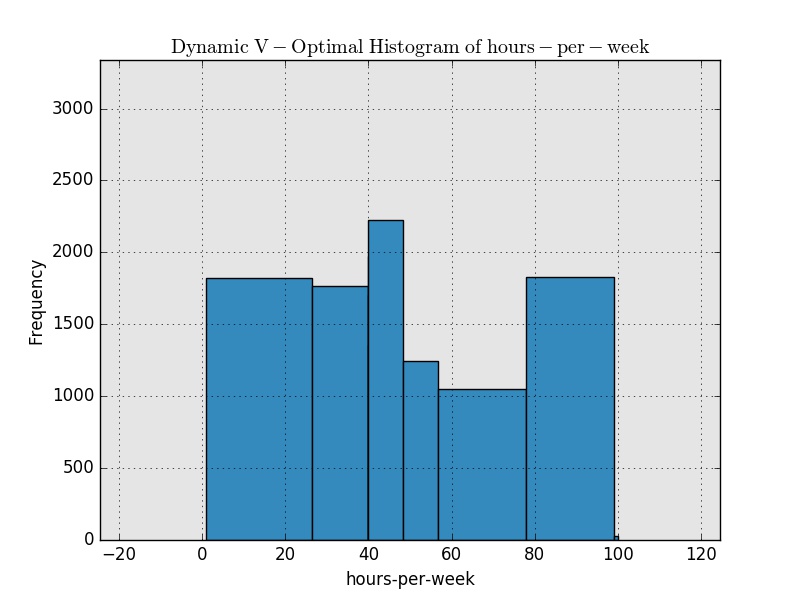 Dynamic V − Optimal Histogram of hours − per − week
3000
2500
2000
1500
1000
500
0
Frequency
−20 0 20 40 60 80 100 120
hours-per-week